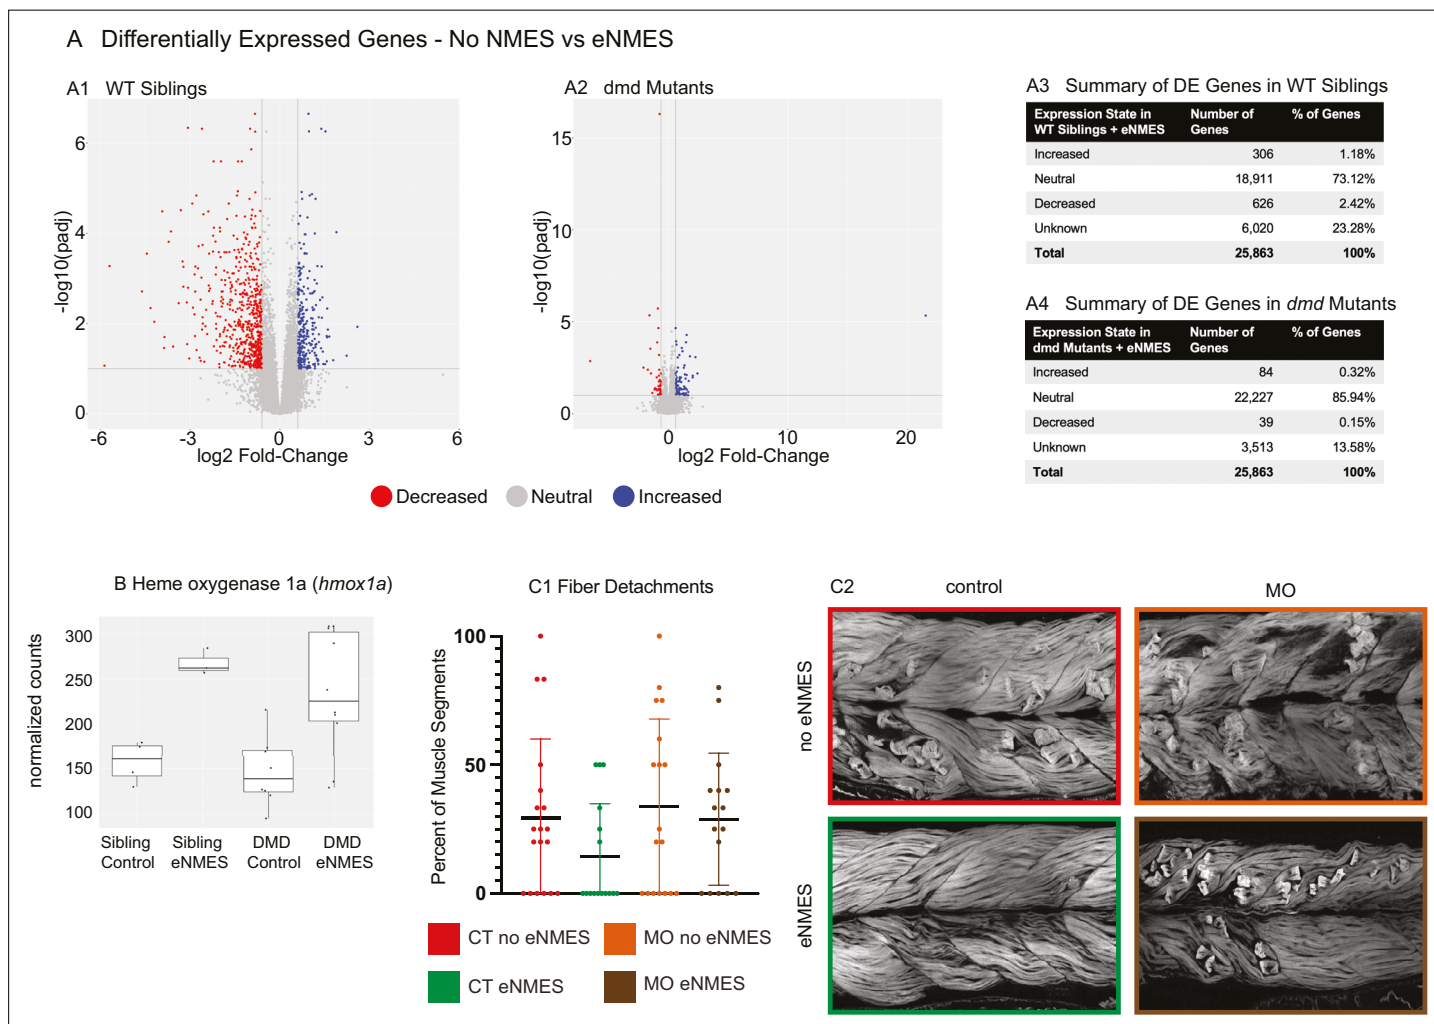 A Differentially Expressed Genes - No NMES vs eNMES
A1 WT Siblings
-log10(padj)
6
4
2
0
-6 -3 0 3 6
log2 Fold-Change
A2 dmd Mutants
-log10(padj)
15
10
5
0
0 10 20
log2 Fold-Change
Decreased Neutral Increased
A3 Summary of DE Genes in WT Siblings
Expression State in WT Siblings + eNMES Number of Genes % of Genes
Increased 306 1.18%
Neutral 18,911 73.12%
Decreased 626 2.42%
Unknown 6,020 23.28%
Total 25,863 100%
A4 Summary of DE Genes in dmd Mutants
Expression State in dmd Mutants + eNMES Number of Genes % of Genes
Increased 84 0.32%
Neutral 22,227 85.94%
Decreased 39 0.15%
Unknown 3,513 13.58%
Total 25,863 100%
B Heme oxygenase 1a (hmox1a)
normalized counts
300
250
200
150
100
Sibling Control
Sibling eNMES
DMD Control
DMD eNMES
C1 Fiber Detachments
Percent of Muscle Segments
100
50
0
CT no eNMES MO no eNMES
CT eNMES MO eNMES
C2 control MO
no eNMES
eNMES